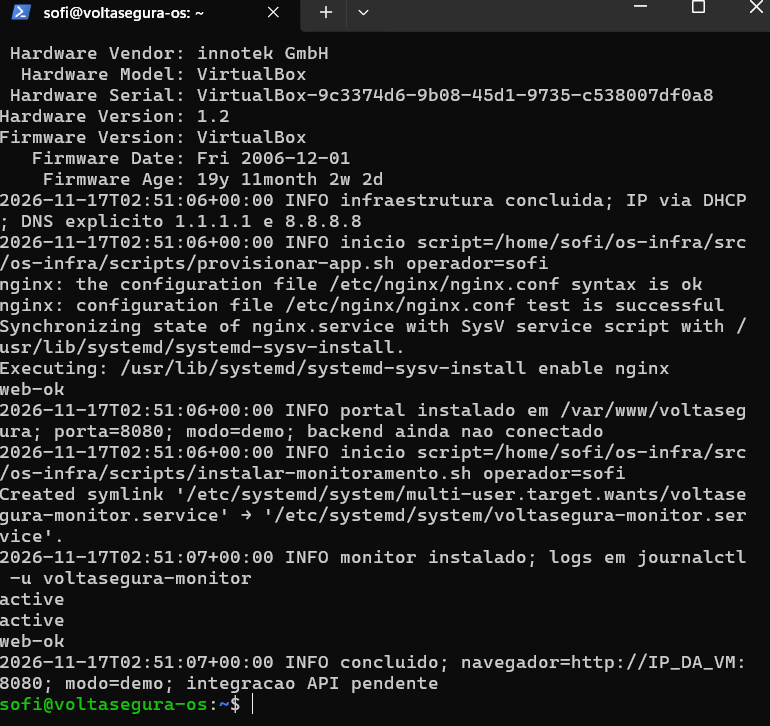 sofi@voltasegura-os: ~
Hardware Vendor: innotek GmbH
Hardware Model: VirtualBox
Hardware Serial: VirtualBox-9c3374d6-9b08-45d1-9735-c538007df0a8
Hardware Version: 1.2
Firmware Version: VirtualBox
Firmware Date: Fri 2006-12-01
Firmware Age: 19y 11month 2w 2d
2026-11-17T02:51:06+00:00 INFO infraestrutura concluida; IP via DHCP
; DNS explicito 1.1.1.1 e 8.8.8.8
2026-11-17T02:51:06+00:00 INFO inicio script=/home/sofi/os-infra/src
/os-infra/scripts/provisionar-app.sh operador=sofi
nginx: the configuration file /etc/nginx/nginx.conf syntax is ok
nginx: configuration file /etc/nginx/nginx.conf test is successful
Synchronizing state of nginx.service with SysV service script with /
usr/lib/systemd/systemd-sysv-install.
Executing: /usr/lib/systemd/systemd-sysv-install enable nginx
web-ok
2026-11-17T02:51:06+00:00 INFO portal instalado em /var/www/voltaseg
ura; porta=8080; modo=demo; backend ainda nao conectado
2026-11-17T02:51:06+00:00 INFO inicio script=/home/sofi/os-infra/src
/os-infra/scripts/instalar-monitoramento.sh operador=sofi
Created symlink '/etc/systemd/system/multi-user.target.wants/voltase
gura-monitor.service' → '/etc/systemd/system/voltasegura-monitor.ser
vice'.
2026-11-17T02:51:07+00:00 INFO monitor instalado; logs em journalctl
-u voltasegura-monitor
active
active
web-ok
2026-11-17T02:51:07+00:00 INFO concluido; navegador=http://IP_DA_VM:
8080; modo=demo; integracao API pendente
sofi@voltasegura-os:~$